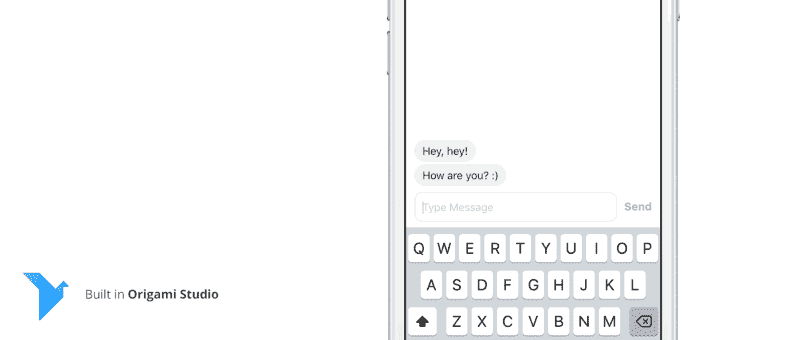 Hey, hey!
How are you? :)
Type Message
Send
Q W E R T Y U I O P
A S D F G H J K L
Z X C V B N M
Built in Origami Studio